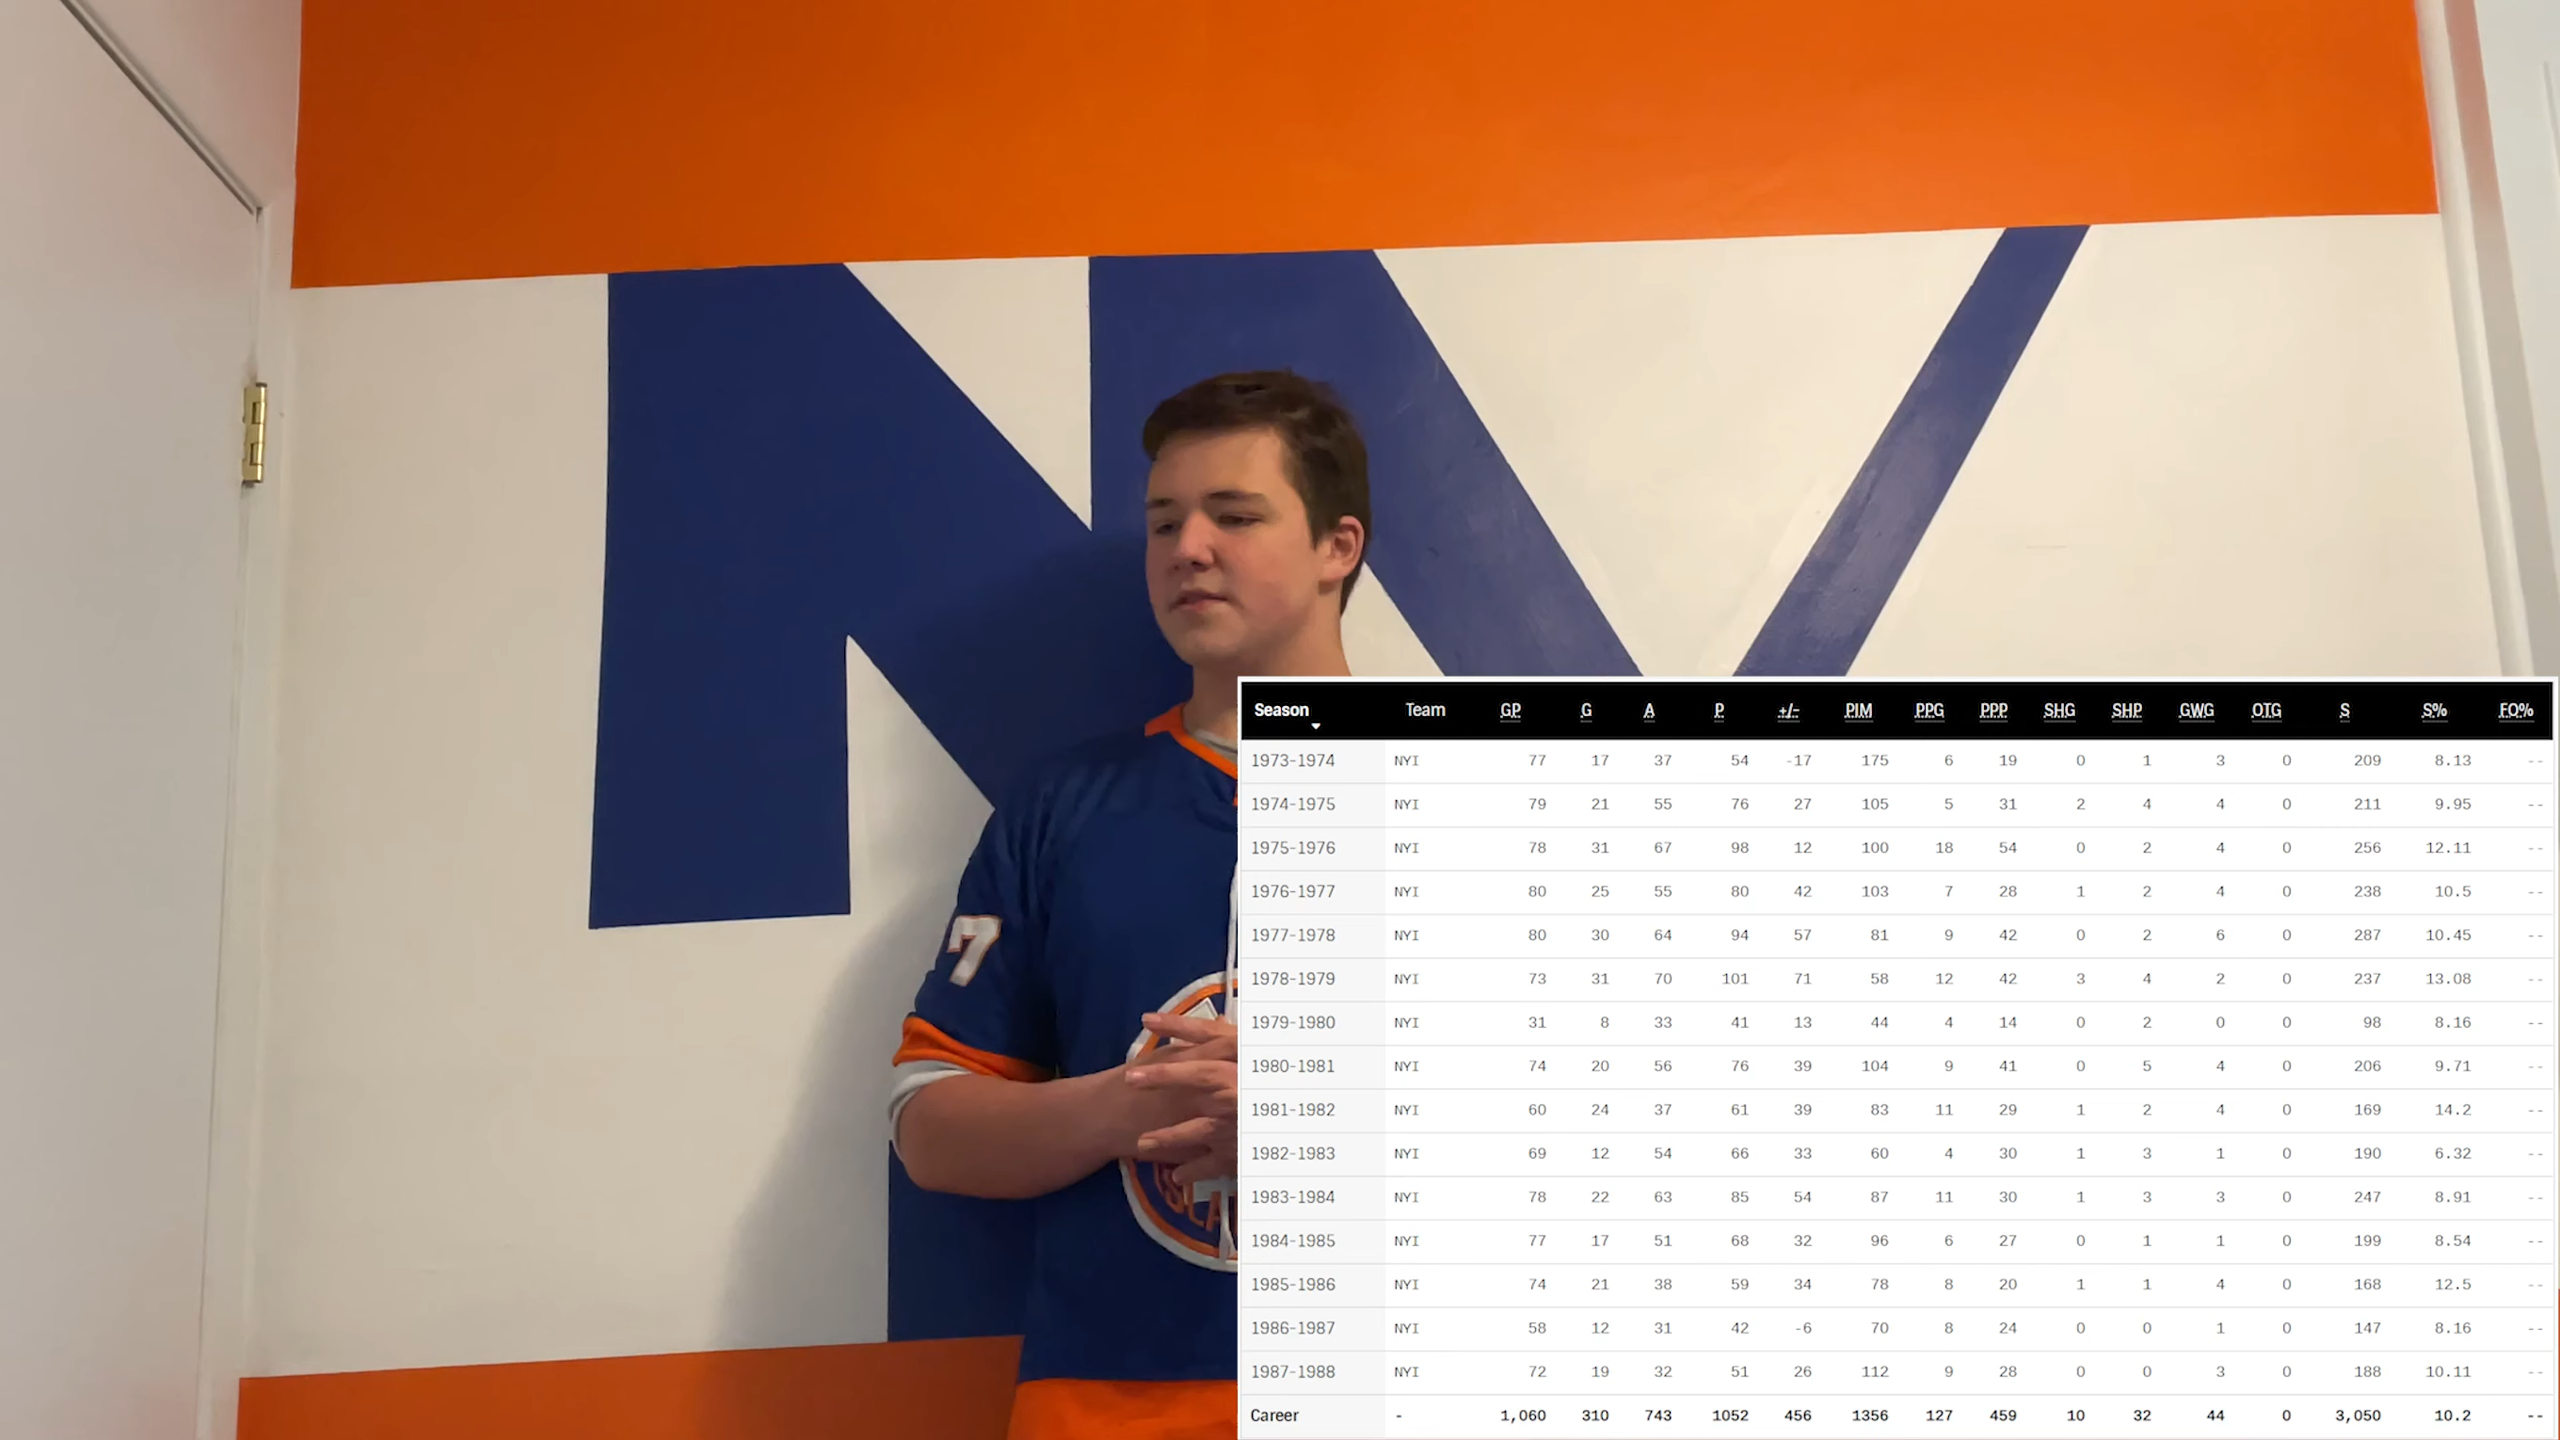 NY
7
Season Team GP G A P +/- PIM PPG PPP SHG SHP GWG OTG S S% FO%
1973-1974 NYI 77 17 37 54 -17 175 6 19 0 1 3 0 209 8.13 --
1974-1975 NYI 79 21 55 76 27 105 5 31 2 4 4 0 211 9.95 --
1975-1976 NYI 78 31 67 98 12 100 18 54 0 2 4 0 256 12.11 --
1976-1977 NYI 80 25 55 80 42 103 7 28 1 2 4 0 238 10.5 --
1977-1978 NYI 80 30 64 94 57 81 9 42 0 2 6 0 287 10.45 --
1978-1979 NYI 73 31 70 101 71 58 12 42 3 4 2 0 237 13.08 --
1979-1980 NYI 31 8 33 41 13 44 4 14 0 2 0 0 98 8.16 --
1980-1981 NYI 74 20 56 76 39 104 9 41 0 5 4 0 206 9.71 --
1981-1982 NYI 60 24 37 61 39 83 11 29 1 2 4 0 169 14.2 --
1982-1983 NYI 69 12 54 66 33 60 4 30 1 3 1 0 190 6.32 --
1983-1984 NYI 78 22 63 85 54 87 11 30 1 3 3 0 247 8.91 --
1984-1985 NYI 77 17 51 68 32 96 6 27 0 1 1 0 199 8.54 --
1985-1986 NYI 74 21 38 59 34 78 8 20 1 1 4 0 168 12.5 --
1986-1987 NYI 58 12 31 42 -6 70 8 24 0 0 1 0 147 8.16 --
1987-1988 NYI 72 19 32 51 26 112 9 28 0 0 3 0 188 10.11 --
Career - 1,060 310 743 1052 456 1356 127 459 10 32 44 0 3,050 10.2 --